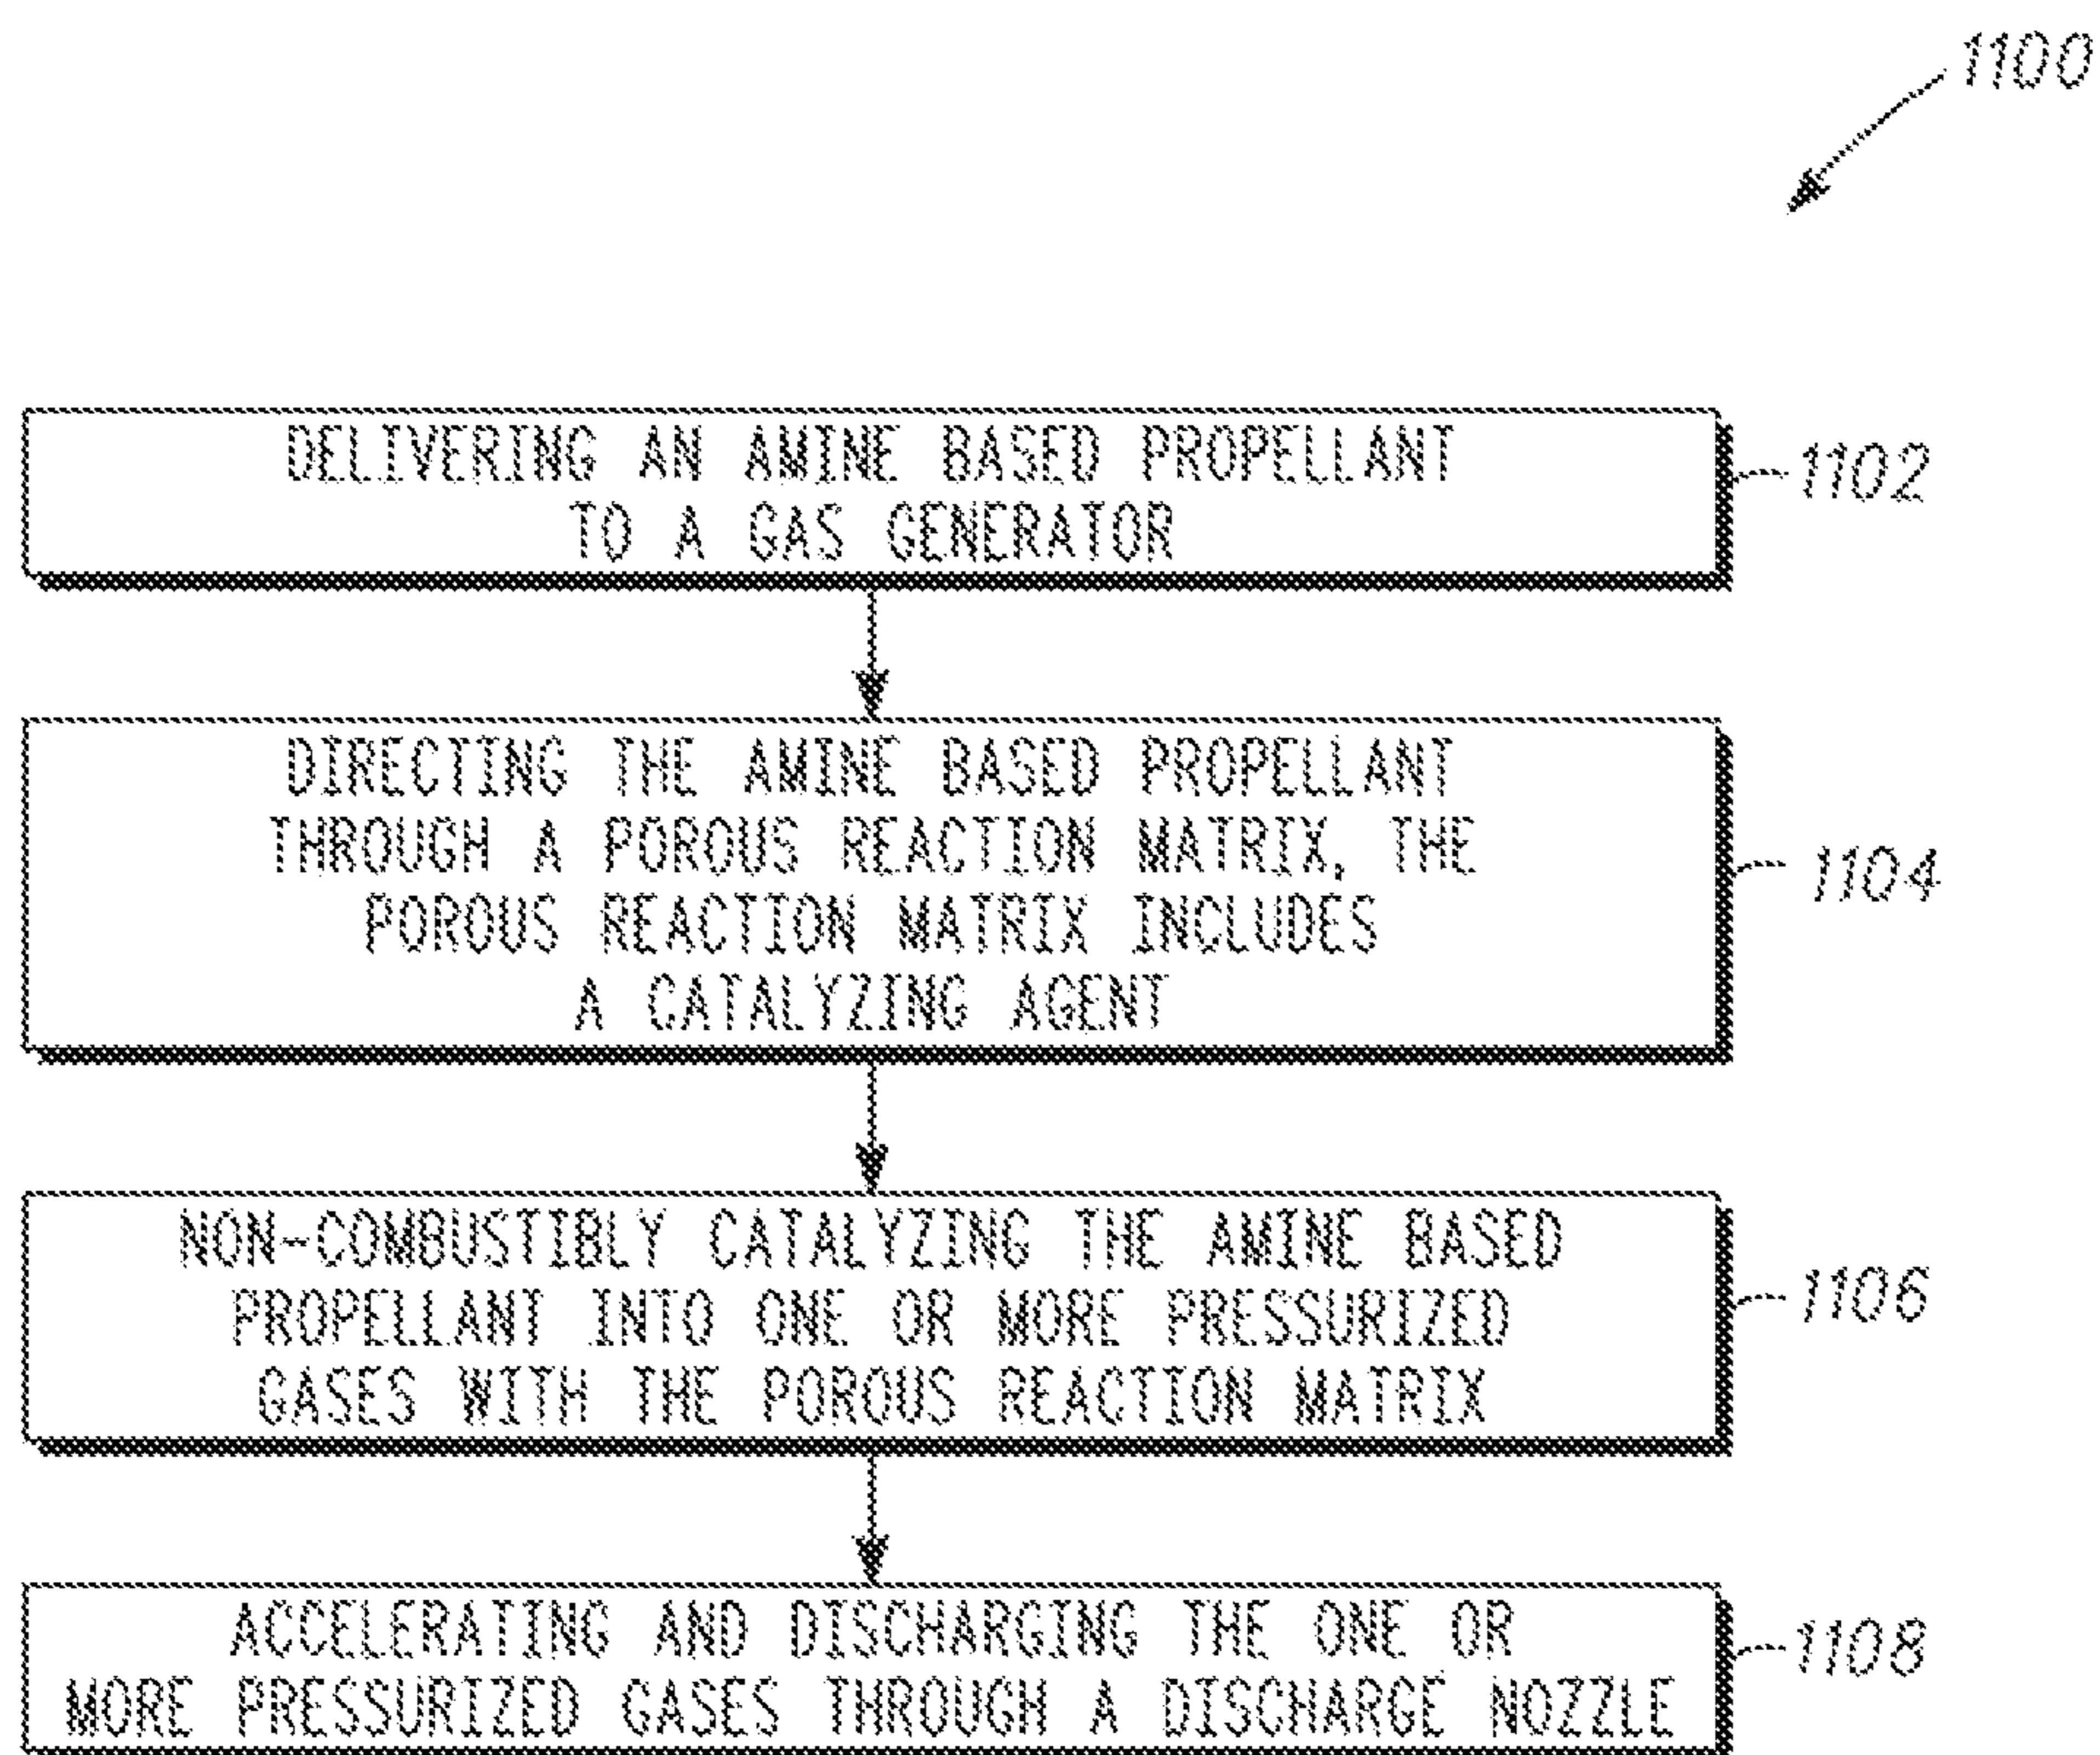 1100
DELIVERING AN AMINE BASED PROPELLANT
TO A GAS GENERATOR
1102
DIRECTING THE AMINE BASED PROPELLANT
THROUGH A POROUS REACTION MATRIX, THE
POROUS REACTION MATRIX INCLUDES
A CATALYZING AGENT
1104
NON-COMBUSTIBLY CATALYZING THE AMINE BASED
PROPELLANT INTO ONE OR MORE PRESSURIZED
GASES WITH THE POROUS REACTION MATRIX
1106
ACCELERATING AND DISCHARGING THE ONE OR
MORE PRESSURIZED GASES THROUGH A DISCHARGE NOZZLE
1108